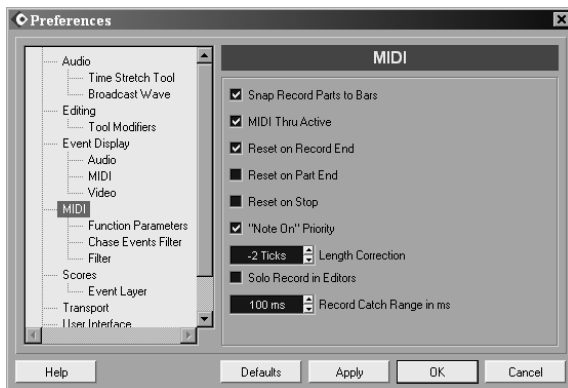 Preferences
Audio
Time Stretch Tool
Broadcast Wave
Editing
Tool Modifiers
Event Display
Audio
MIDI
Video
MIDI
Function Parameters
Chase Events Filter
Filter
Scores
Event Layer
Transport
User Interface
MIDI
Snap Record Parts to Bars
MIDI Thru Active
Reset on Record End
Reset on Part End
Reset on Stop
"Note On" Priority
-2 Ticks Length Correction
Solo Record in Editors
100 ms Record Catch Range in ms
Help Defaults Apply OK Cancel